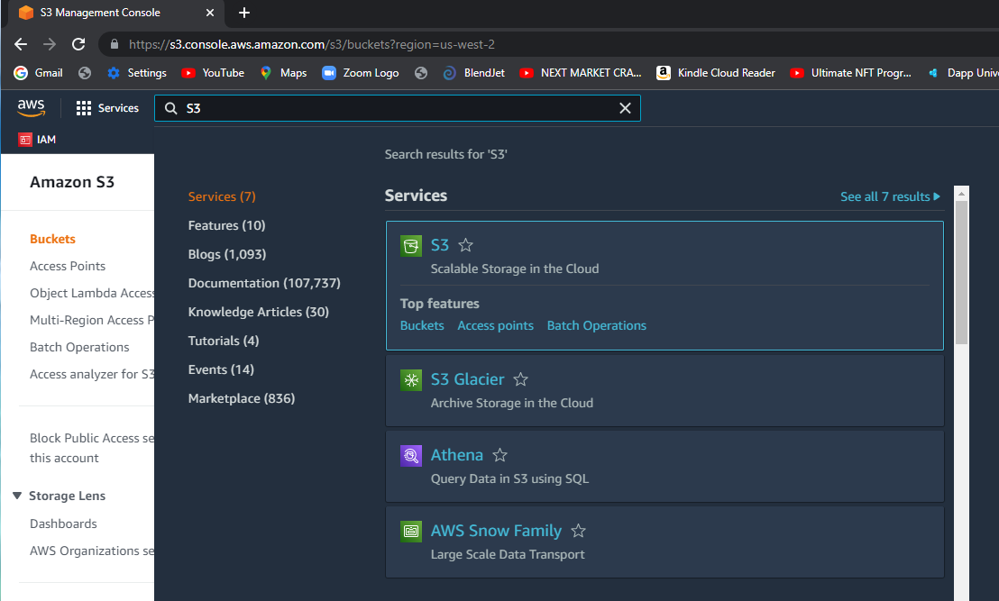 S3 Management Console
https://s3.console.aws.amazon.com/s3/buckets?region=us-west-2
Gmail Settings YouTube Maps Zoom Logo BlendJet NEXT MARKET CRA... Kindle Cloud Reader Ultimate NFT Progr... Dapp Unive
aws Services S3
IAM
Amazon S3
Buckets
Access Points
Object Lambda Access
Multi-Region Access P
Batch Operations
Access analyzer for S3
Block Public Access se
this account
Storage Lens
Dashboards
AWS Organizations se
Search results for 'S3'
Services (7)
Features (10)
Blogs (1,093)
Documentation (107,737)
Knowledge Articles (30)
Tutorials (4)
Events (14)
Marketplace (836)
Services See all 7 results
S3
Scalable Storage in the Cloud
Top features
Buckets Access points Batch Operations
S3 Glacier
Archive Storage in the Cloud
Athena
Query Data in S3 using SQL
AWS Snow Family
Large Scale Data Transport